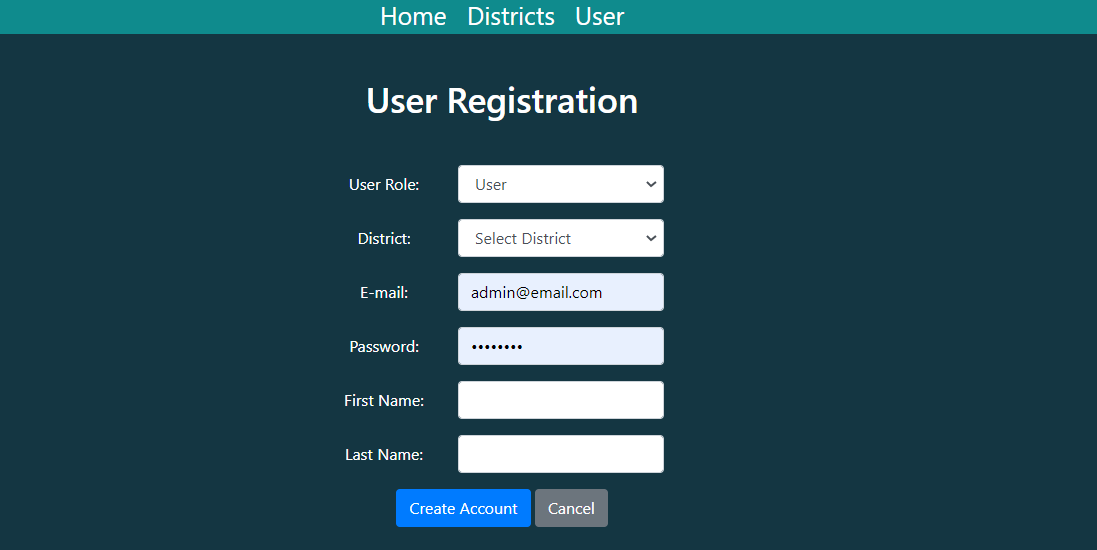 Home Districts User
User Registration
User Role: User
District: Select District
E-mail: admin@email.com
Password: ••••••••
First Name:
Last Name:
Create Account Cancel